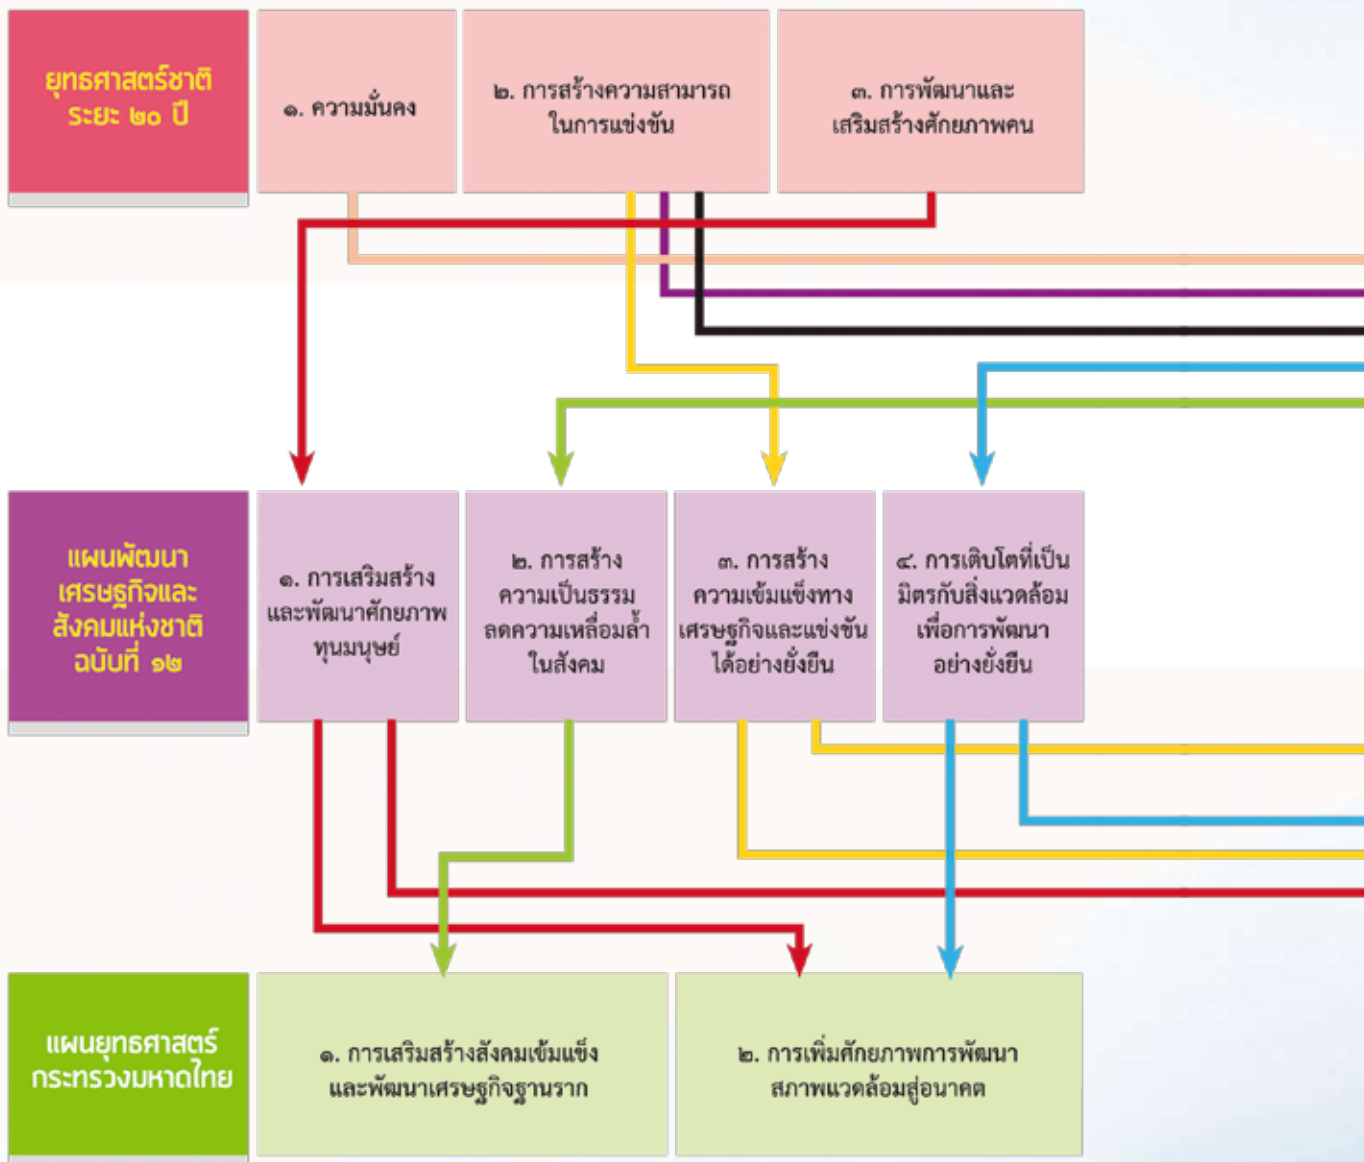 ยุทธศาสตร์ชาติ
ระยะ ๒๐ ปี
๑. ความมั่นคง
๒. การสร้างความสามารถ
ในการแข่งขัน
๓. การพัฒนาและ
เสริมสร้างศักยภาพคน
แผนพัฒนา
เศรษฐกิจและ
สังคมแห่งชาติ
ฉบับที่ ๑๒
๑. การเสริมสร้าง
และพัฒนาศักยภาพ
ทุนมนุษย์
๒. การสร้าง
ความเป็นธรรม
ลดความเหลื่อมล้ำ
ในสังคม
๓. การสร้าง
ความเข้มแข็งทาง
เศรษฐกิจและแข่งขัน
ได้อย่างยั่งยืน
๔. การเติบโตที่เป็น
มิตรกับสิ่งแวดล้อม
เพื่อการพัฒนา
อย่างยั่งยืน
แผนยุทธศาสตร์
กระทรวงมหาดไทย
๑. การเสริมสร้างสังคมเข้มแข็ง
และพัฒนาเศรษฐกิจฐานราก
๒. การเพิ่มศักยภาพการพัฒนา
สภาพแวดล้อมสู่อนาคต